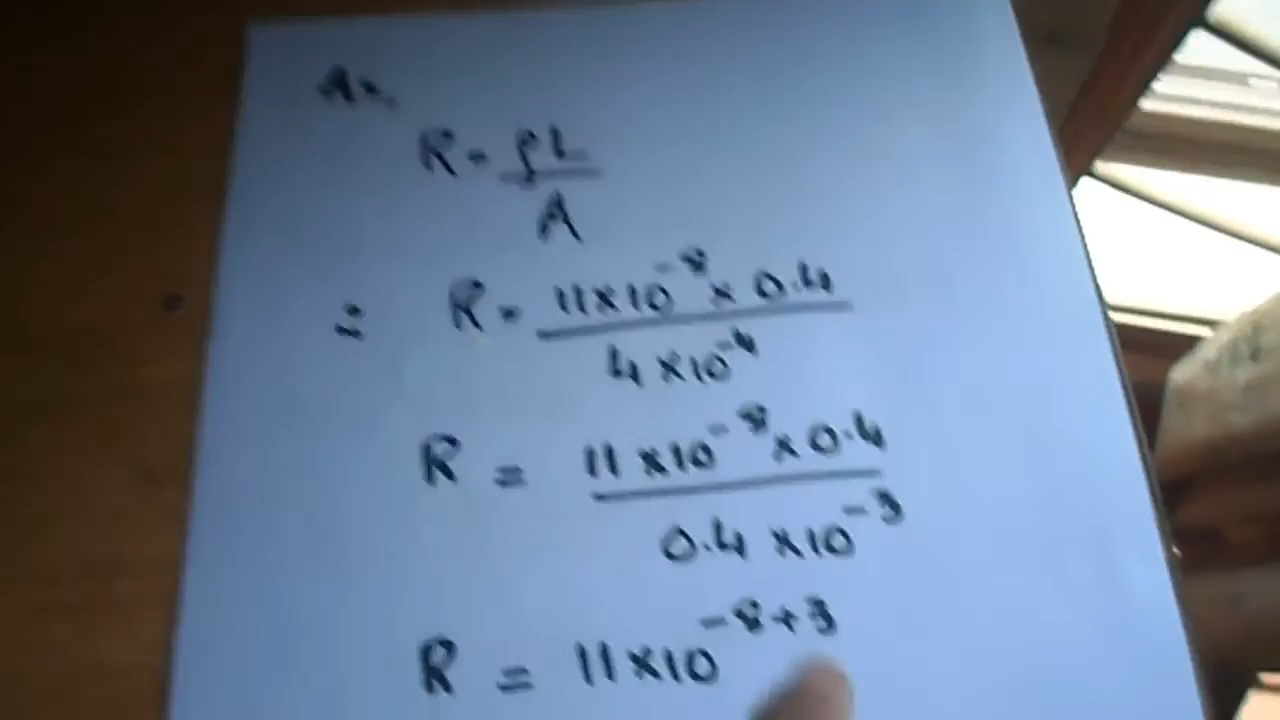 R = ρL / A
∴ R = 11×10⁻⁸ × 0.4 / 4×10⁻⁴
R = 11×10⁻⁸ × 0.4 / 0.4×10⁻³
R = 11×10⁻⁸⁺³